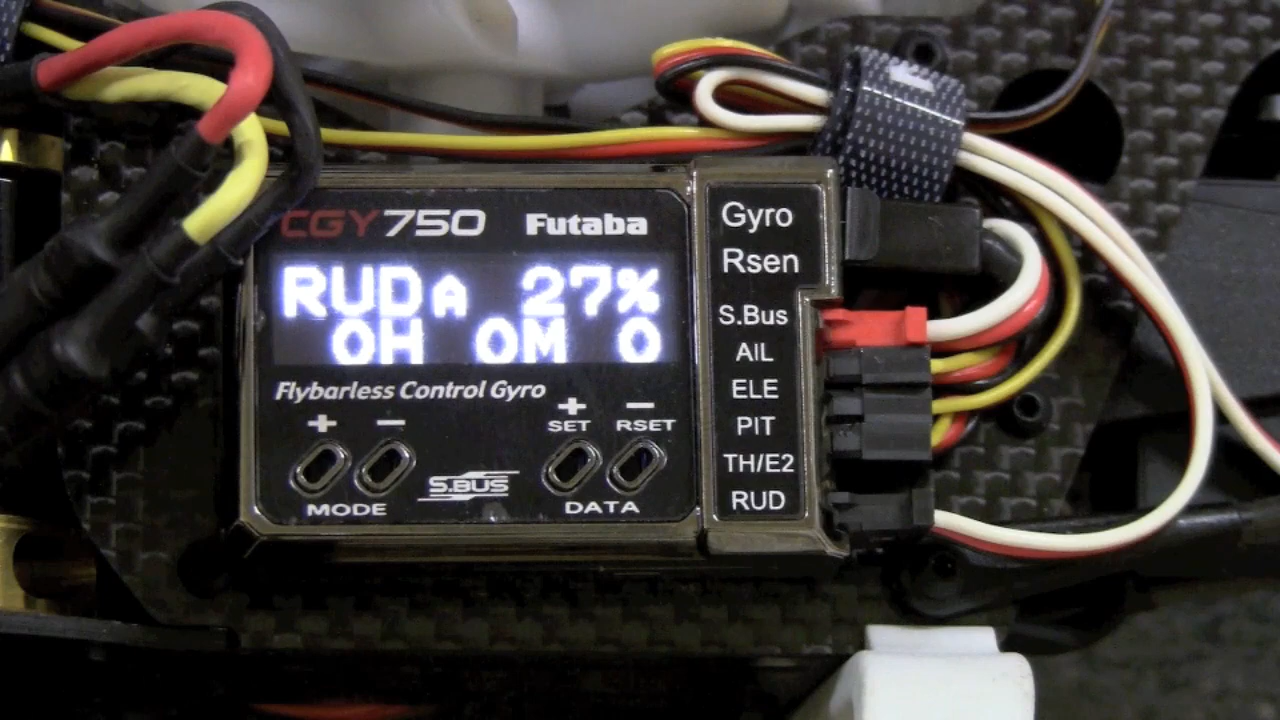 CGY750 Futaba
RUDA 27%
0H 0M 0
Flybarless Control Gyro
+ − + −
SET RSET
S.BUS
MODE DATA
Gyro
Rsen
S.Bus
AIL
ELE
PIT
TH/E2
RUD